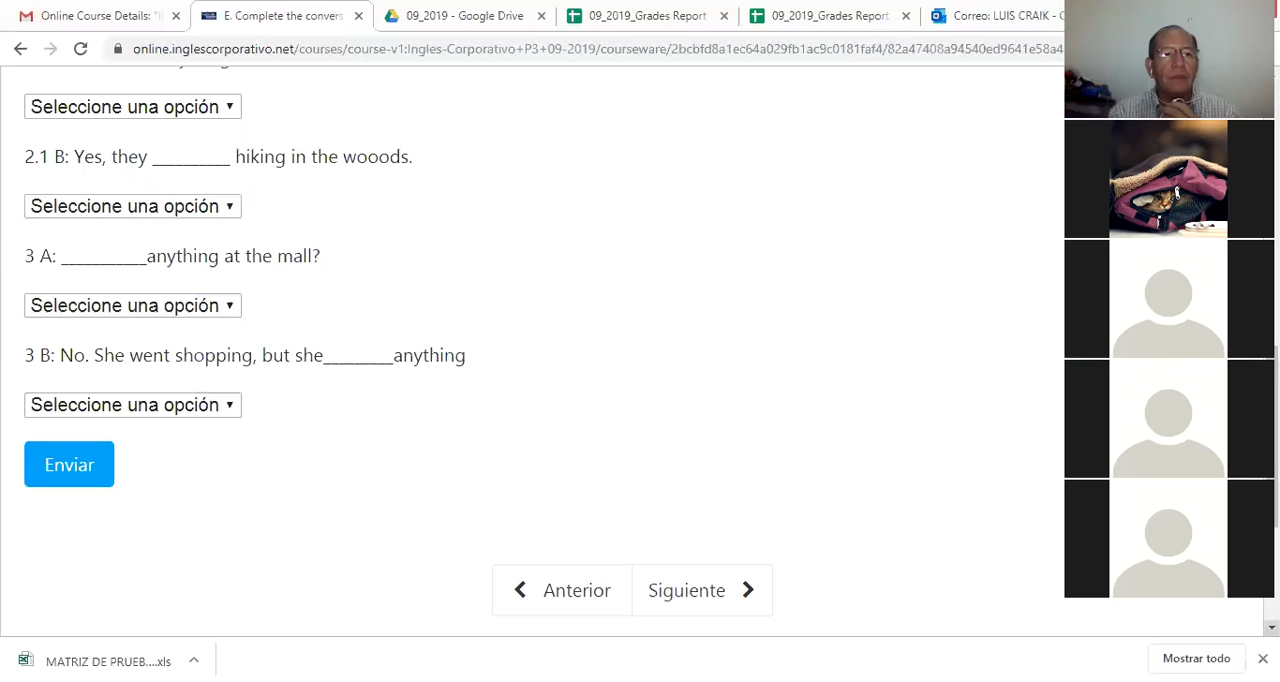 Online Course Details: "I
E. Complete the convers
09_2019 - Google Drive
09_2019_Grades Report
09_2019_Grades Report
Correo: LUIS CRAIK - C
online.inglescorporativo.net/courses/course-v1:Ingles-Corporativo+P3+09-2019/courseware/2bcbfd8a1ec64a029fb1ac9c0181faf4/82a47408a94540ed9641e58a4
Seleccione una opción
2.1 B: Yes, they _________ hiking in the wooods.
Seleccione una opción
3 A: __________anything at the mall?
Seleccione una opción
3 B: No. She went shopping, but she________anything
Seleccione una opción
Enviar
Anterior
Siguiente
MATRIZ DE PRUEB....xls
Mostrar todo